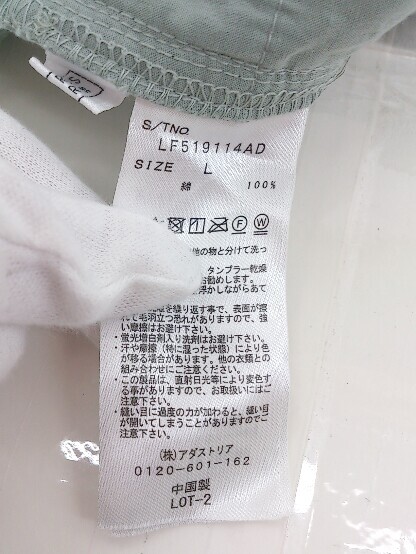 S/TNo.
LF519114AD
SIZE L
綿 100%
Ⓕ Ⓦ
他の物と分けて洗っ
タンブラー乾燥
お勧めします。
浮かしながらあて
を繰り返す事で、表面が擦
れて毛羽立つ恐れがありますので、強
い摩擦はお避け下さい。
・蛍光増白剤入り洗剤はお避け下さい。
・汗や摩擦（特に湿った状態）により色
が移る場合があります。他の衣類との
組み合わせにご注意ください。
・この製品は、直射日光等により変色す
る事がありますので、お取扱いにはご
注意下さい。
・縫い目に過度の力が加わると、縫い目
が開いてしまうことがありますので
ご注意下さい。
(株)アダストリア
0120-601-162
中国製
LOT-2